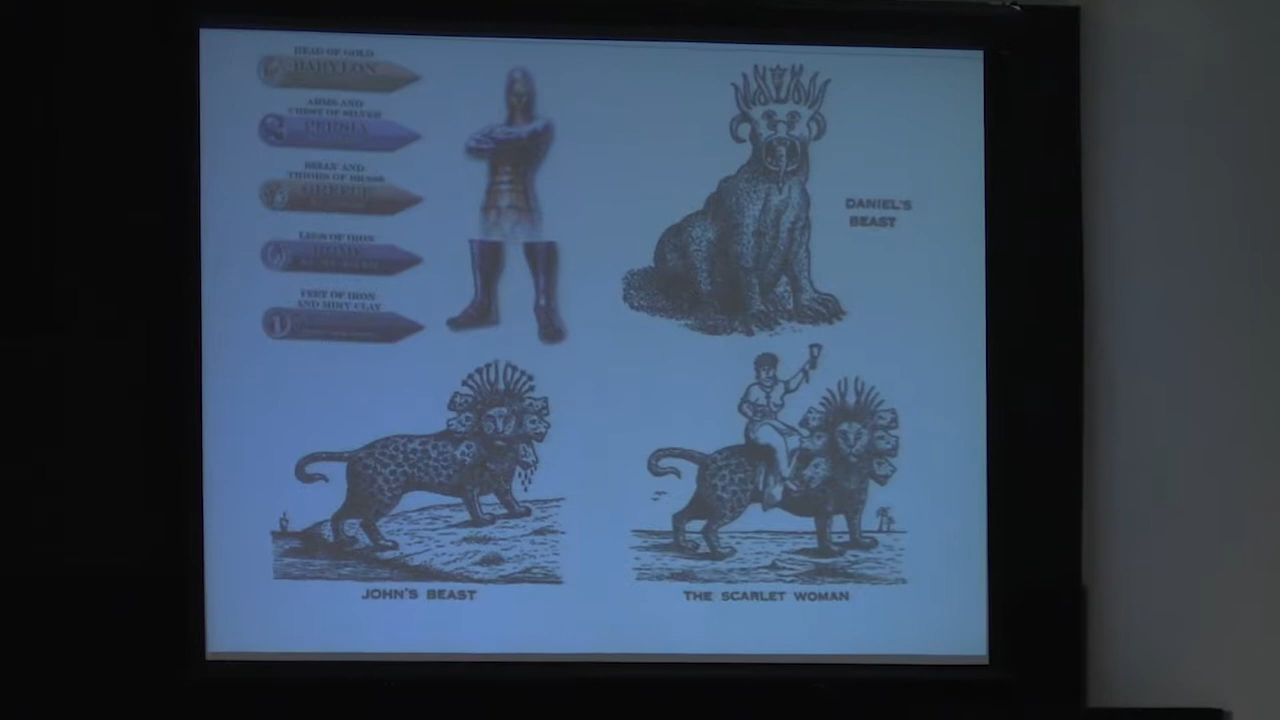 HEAD OF GOLD
BABYLON
ARMS AND
CHEST OF SILVER
PERSIA
BELLY AND
THIGHS OF BRASS
GREECE
LEGS OF IRON
ROME
FEET OF IRON
AND MIRY CLAY
DANIEL'S
BEAST
JOHN'S BEAST
THE SCARLET WOMAN